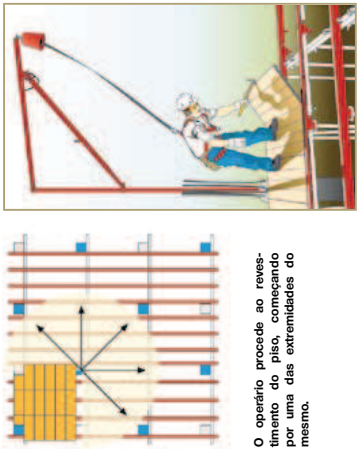 O operário procede ao reves-
timento do piso, começando
por uma das extremidades do
mesmo.